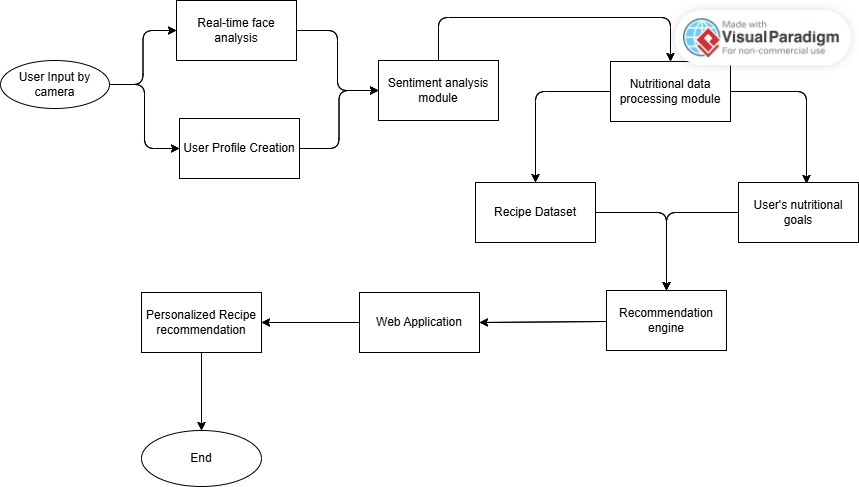 Real-time face
analysis
Made with
Visual Paradigm
For non-commercial use
User Input by
camera
Sentiment analysis
module
Nutritional data
processing module
User Profile Creation
Recipe Dataset
User's nutritional
goals
Personalized Recipe
recommendation
Web Application
Recommendation
engine
End